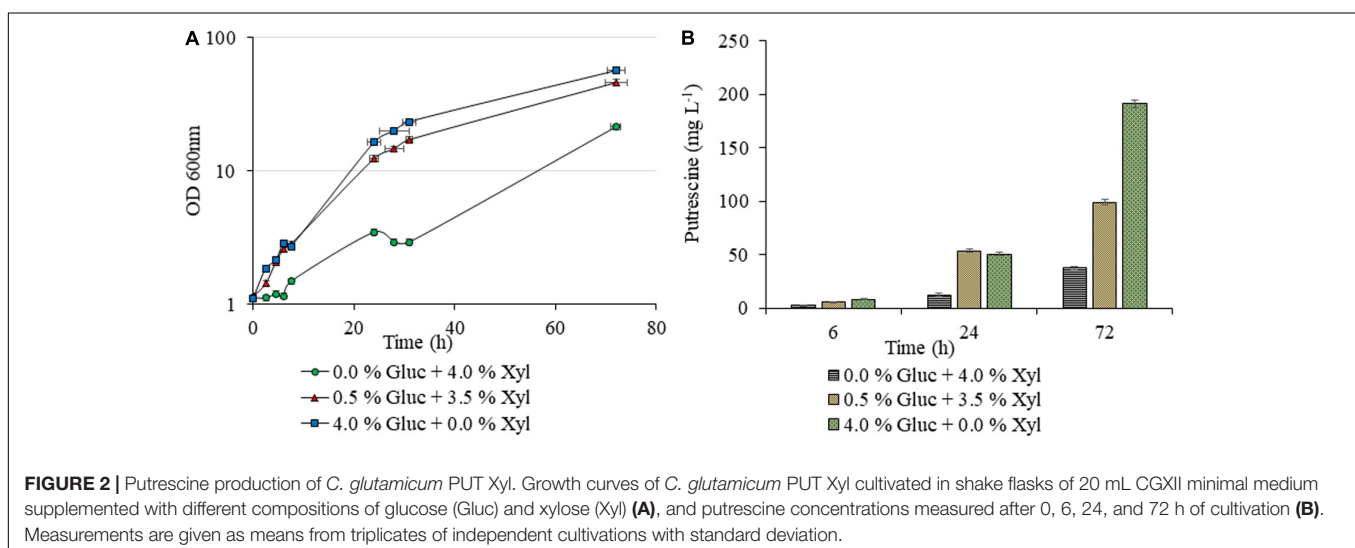 A
100
10
1
OD 600nm
0 20 40 60 80
Time (h)
0.0 % Gluc + 4.0 % Xyl
0.5 % Gluc + 3.5 % Xyl
4.0 % Gluc + 0.0 % Xyl
B
250
200
150
100
50
0
Putrescine (mg L-1)
6 24 72
Time (h)
0.0 % Gluc + 4.0 % Xyl
0.5 % Gluc + 3.5 % Xyl
4.0 % Gluc + 0.0 % Xyl
FIGURE 2 | Putrescine production of C. glutamicum PUT Xyl. Growth curves of C. glutamicum PUT Xyl cultivated in shake flasks of 20 mL CGXII minimal medium
supplemented with different compositions of glucose (Gluc) and xylose (Xyl) (A), and putrescine concentrations measured after 0, 6, 24, and 72 h of cultivation (B).
Measurements are given as means from triplicates of independent cultivations with standard deviation.